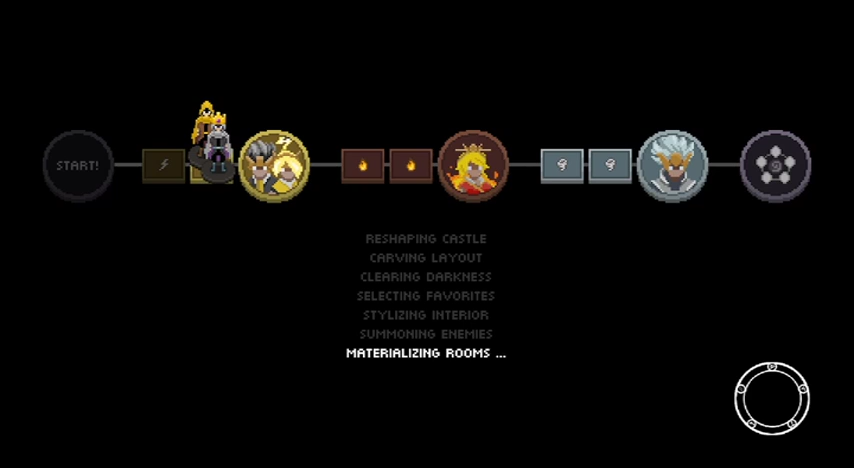 START!
RESHAPING CASTLE
CARVING LAYOUT
CLEARING DARKNESS
SELECTING FAVORITES
STYLIZING INTERIOR
SUMMONING ENEMIES
MATERIALIZING ROOMS ...